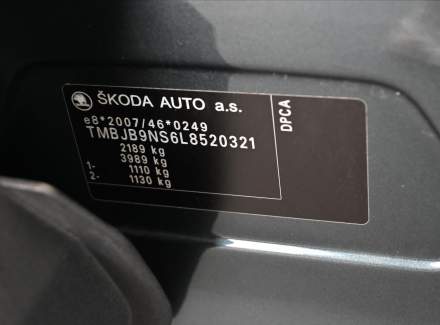 ŠKODA AUTO a.s.
e8*2007/46*0249
TMBJB9NS6L8520321
2189 kg
3989 kg
1- 1110 kg
2- 1130 kg
DPCA